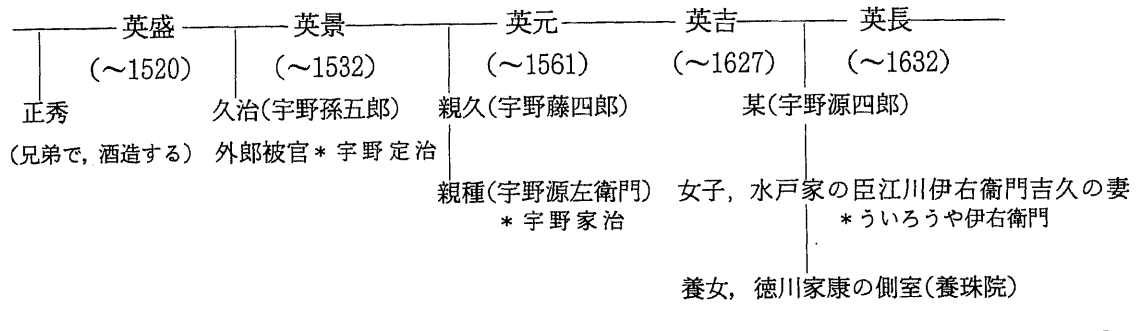 英盛 英景 英元 英吉 英長
(～1520) (～1532) (～1561) (～1627) (～1632)
正秀 久治(宇野孫五郎) 親久(宇野藤四郎) 某(宇野源四郎)
(兄弟で，酒造する) 外郎被官＊宇野定治
親種(宇野源左衛門) 女子，水戸家の臣江川伊右衛門吉久の妻
＊宇野家治 ＊ういろうや伊右衛門
養女，徳川家康の側室(養珠院)